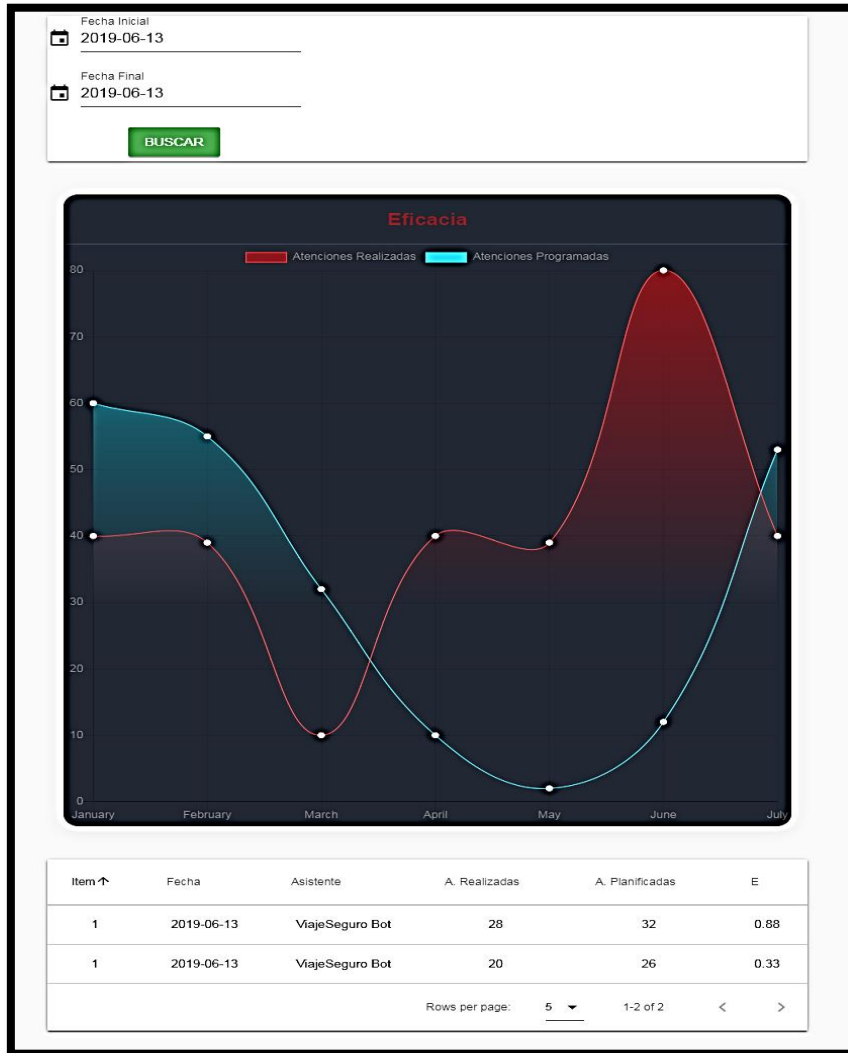 Fecha Inicial
2019-06-13
Fecha Final
2019-06-13
BUSCAR
Eficacia
Atenciones Realizadas Atenciones Programadas
80
70
60
50
40
30
20
10
0
January February March April May June July
Item Fecha Asistente A. Realizadas A. Planificadas E
1 2019-06-13 ViajeSeguro Bot 28 32 0.88
1 2019-06-13 ViajeSeguro Bot 20 26 0.33
Rows per page: 5 1-2 of 2